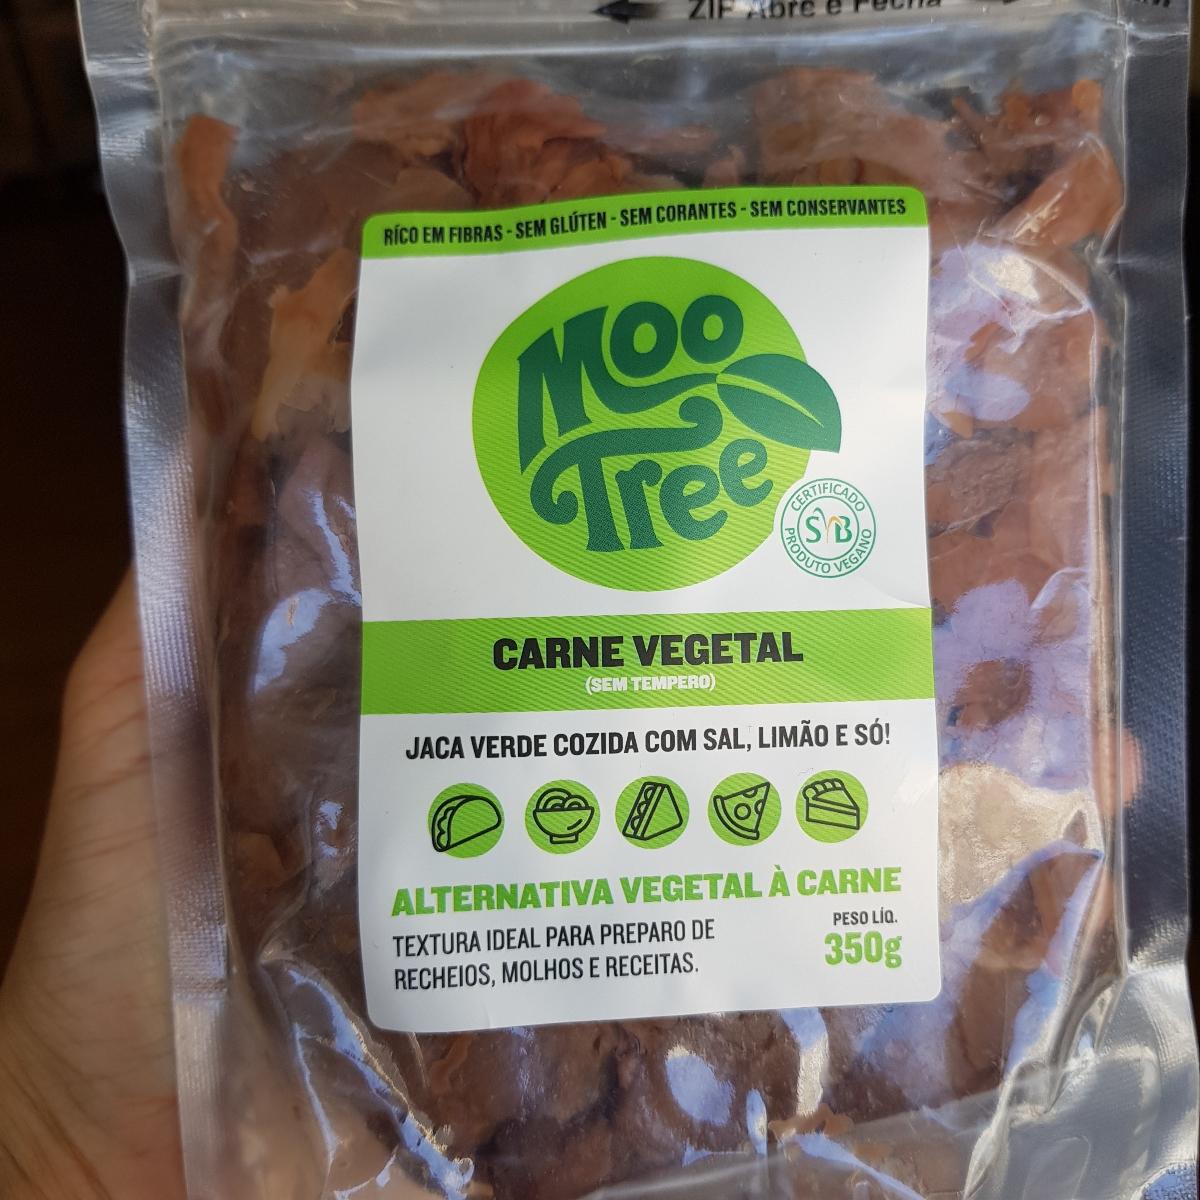 ZIP Abre e Fecha
RÍCO EM FIBRAS - SEM GLÚTEN - SEM CORANTES - SEM CONSERVANTES
MOO
Tree
CERTIFICADO
SVB
PRODUTO VEGANO
CARNE VEGETAL
(SEM TEMPERO)
JACA VERDE COZIDA COM SAL, LIMÃO E SÓ!
ALTERNATIVA VEGETAL À CARNE
TEXTURA IDEAL PARA PREPARO DE
RECHEIOS, MOLHOS E RECEITAS.
PESO LÍQ.
350g